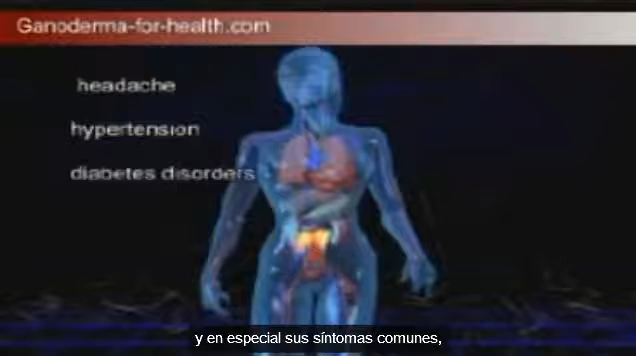 Ganoderma-for-health.com
headache
hypertension
diabetes disorders
y en especial sus síntomas comunes,